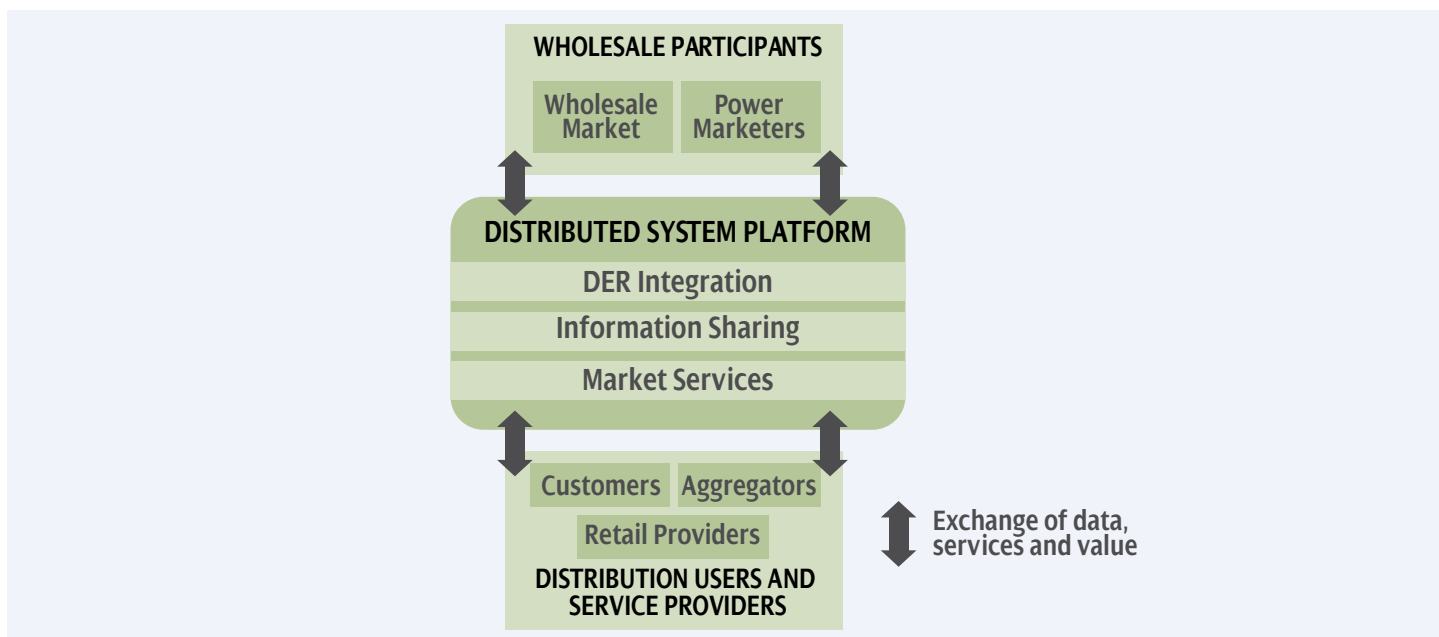 WHOLESALE PARTICIPANTS
Wholesale
Market
Power
Marketers
DISTRIBUTED SYSTEM PLATFORM
DER Integration
Information Sharing
Market Services
Customers
Aggregators
Retail Providers
DISTRIBUTION USERS AND
SERVICE PROVIDERS
Exchange of data,
services and value